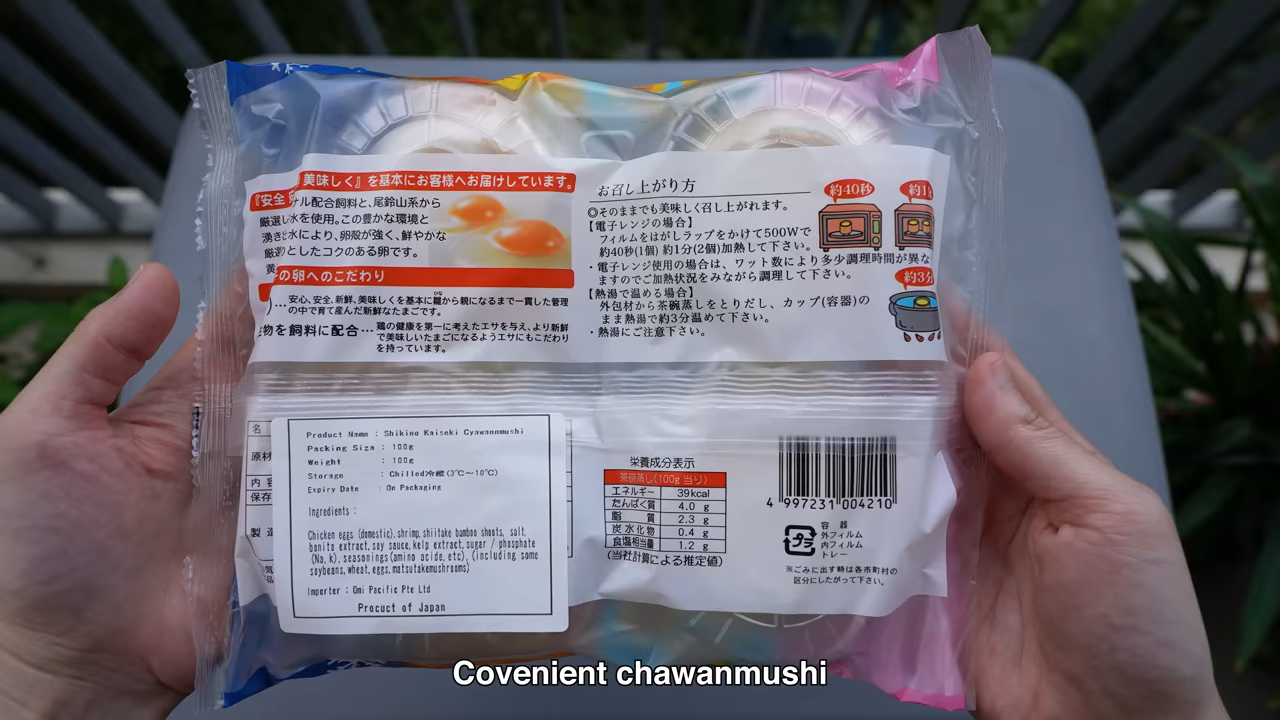 『安全
美味しく』を基本にお客様へお届けしています。
ナル配合飼料と、尾鈴山系から
厳選し
水を使用。この豊かな環境と
湧き
水により、卵殻が強く、鮮やかな
厳選
としたコクのある卵です。
黄
の卵へのこだわり
)… 安心、安全、新鮮、美味しくを基本に雛から親になるまで一貫した管理
の中で育て産んだ新鮮なたまごです。
物を飼料に配合… 鶏の健康を第一に考えたエサを与え、より新鮮
で美味しいたまごになるようエサにもこだわり
を持っています。
お召し上がり方
◎そのままでも美味しく召し上がれます。
【電子レンジの場合】
フィルムをはがしラップをかけて500Wで
約40秒(1個) 約1分(2個)加熱して下さい。
・電子レンジ使用の場合は、ワット数により多少調理時間が異な
ますのでご加熱状況をみながら調理して下さい。
【熱湯で温める場合】
外包材から茶碗蒸しをとりだし、カップ(容器)の
まま熱湯で約3分温めて下さい。
・熱湯にご注意下さい。
約40秒
約1
約3分
名
原材
内 容
保存
製 造
Product Name : Shikino Kaiseki Cyawannmushi
Packing Siza : 100g
Weight : 100g
Storage : Chilled冷蔵(3℃～10℃)
Expiry Date : On Packaging
Ingredients :
Chicken eggs (domestic), shrimp, shiitake bamboo shoots, salt,
bonito extract, soy sauce, kelp extract, sugar / phosphate
(Na, k), seasonings(amino acide, etc), (including some
soybeans, wheat, eggs, matsutakemushrooms)
Importer : Omi Pacific Pte Ltd
Procuct of Japan
栄養成分表示
茶碗蒸し(100g 当り)
エネルギー 39kcal
たんぱく質 4.0 g
脂 質 2.3 g
炭水化物 0.4 g
食塩相当量 1.2 g
(当社計算による推定値)
4 997231 004210
プラ
容 器
外フィルム
内フィルム
トレー
※ごみに出す時は各市町村の
区分にしたがって下さい。
Covenient chawanmushi